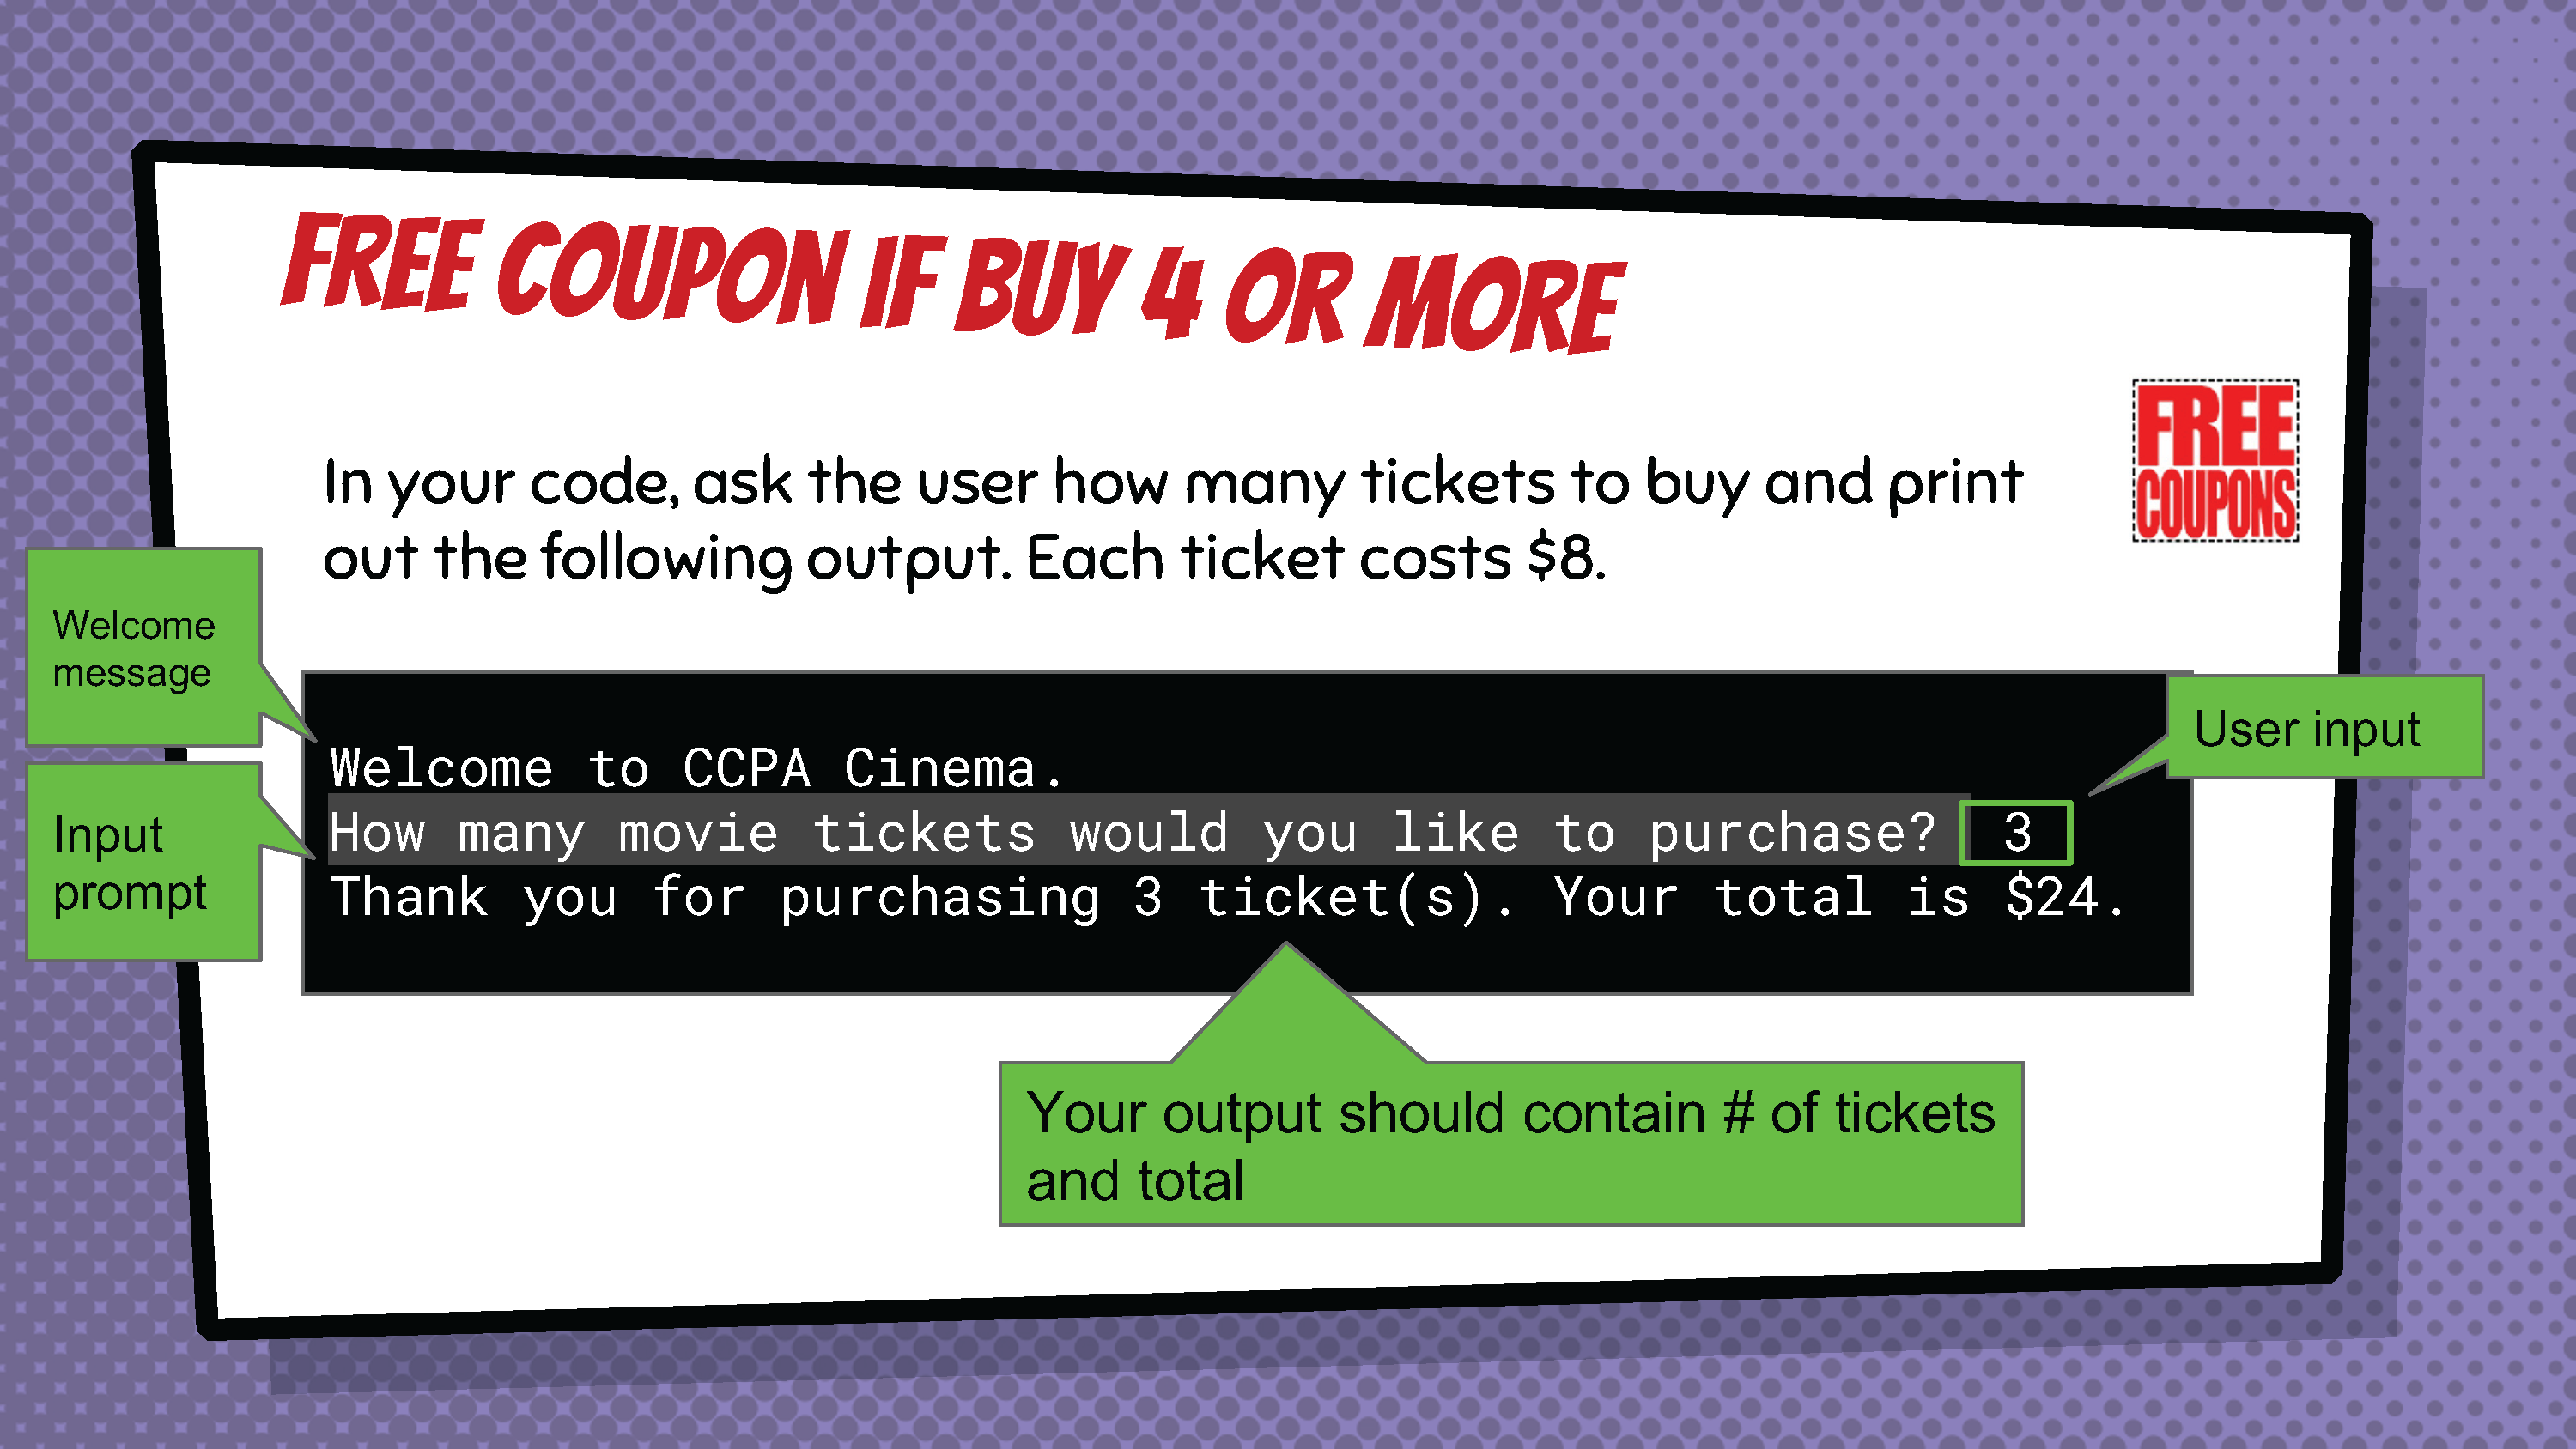 FREE COUPON IF BUY 4 OR MORE
FREE
COUPONS
In your code, ask the user how many tickets to buy and print
out the following output. Each ticket costs $8.
Welcome
message
User input
Input
prompt
Welcome to CCPA Cinema.
How many movie tickets would you like to purchase? 3
Thank you for purchasing 3 ticket(s). Your total is $24.
Your output should contain # of tickets
and total